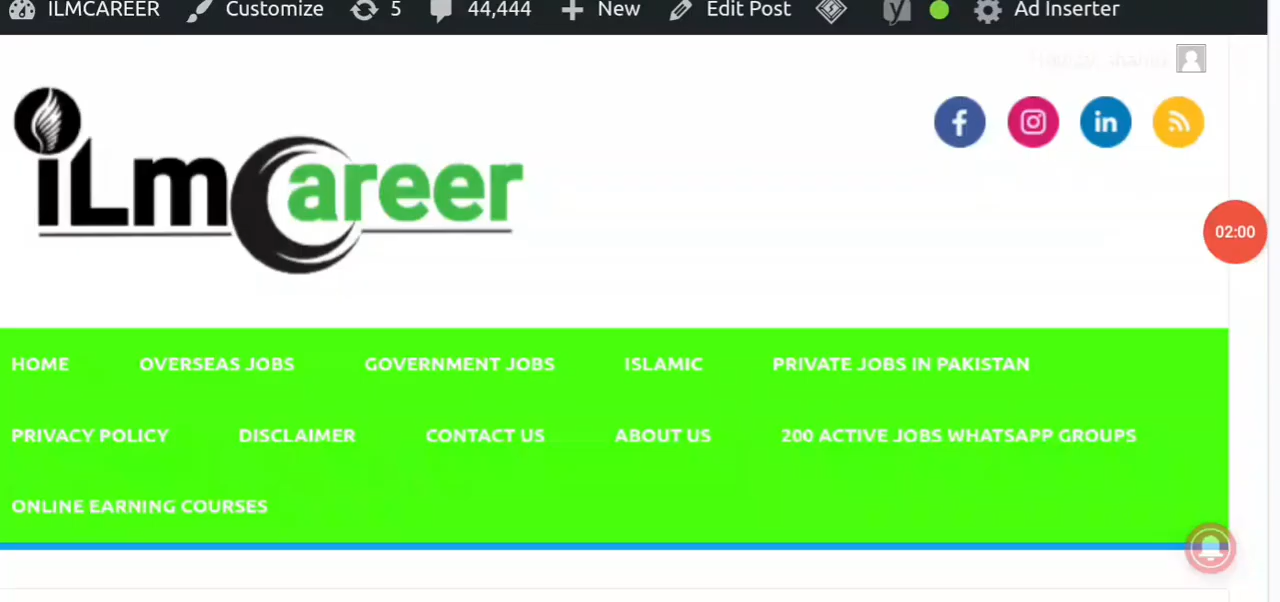 ILMCAREER Customize 5 44,444 New Edit Post Ad Inserter
iLmCareer
in
02:00
HOME OVERSEAS JOBS GOVERNMENT JOBS ISLAMIC PRIVATE JOBS IN PAKISTAN
PRIVACY POLICY DISCLAIMER CONTACT US ABOUT US 200 ACTIVE JOBS WHATSAPP GROUPS
ONLINE EARNING COURSES